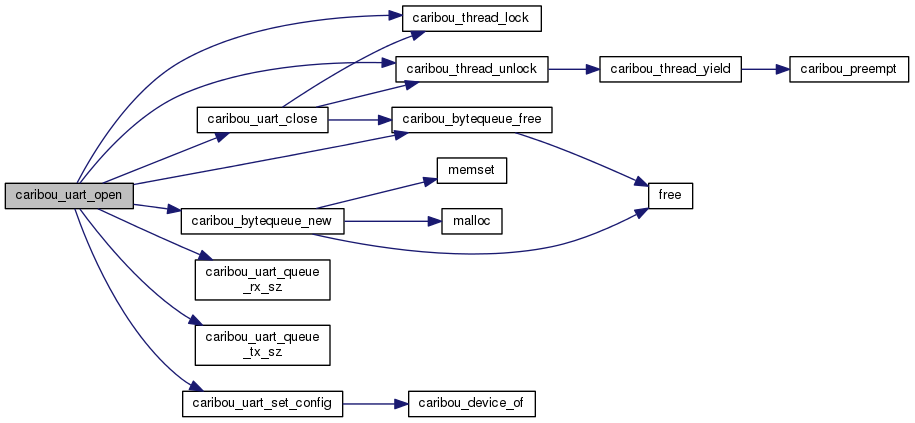 caribou_thread_lock
caribou_thread_unlock
caribou_thread_yield
caribou_preempt
caribou_uart_close
caribou_bytequeue_free
memset
caribou_uart_open
free
caribou_bytequeue_new
malloc
caribou_uart_queue
_rx_sz
caribou_uart_queue
_tx_sz
caribou_uart_set_config
caribou_device_of